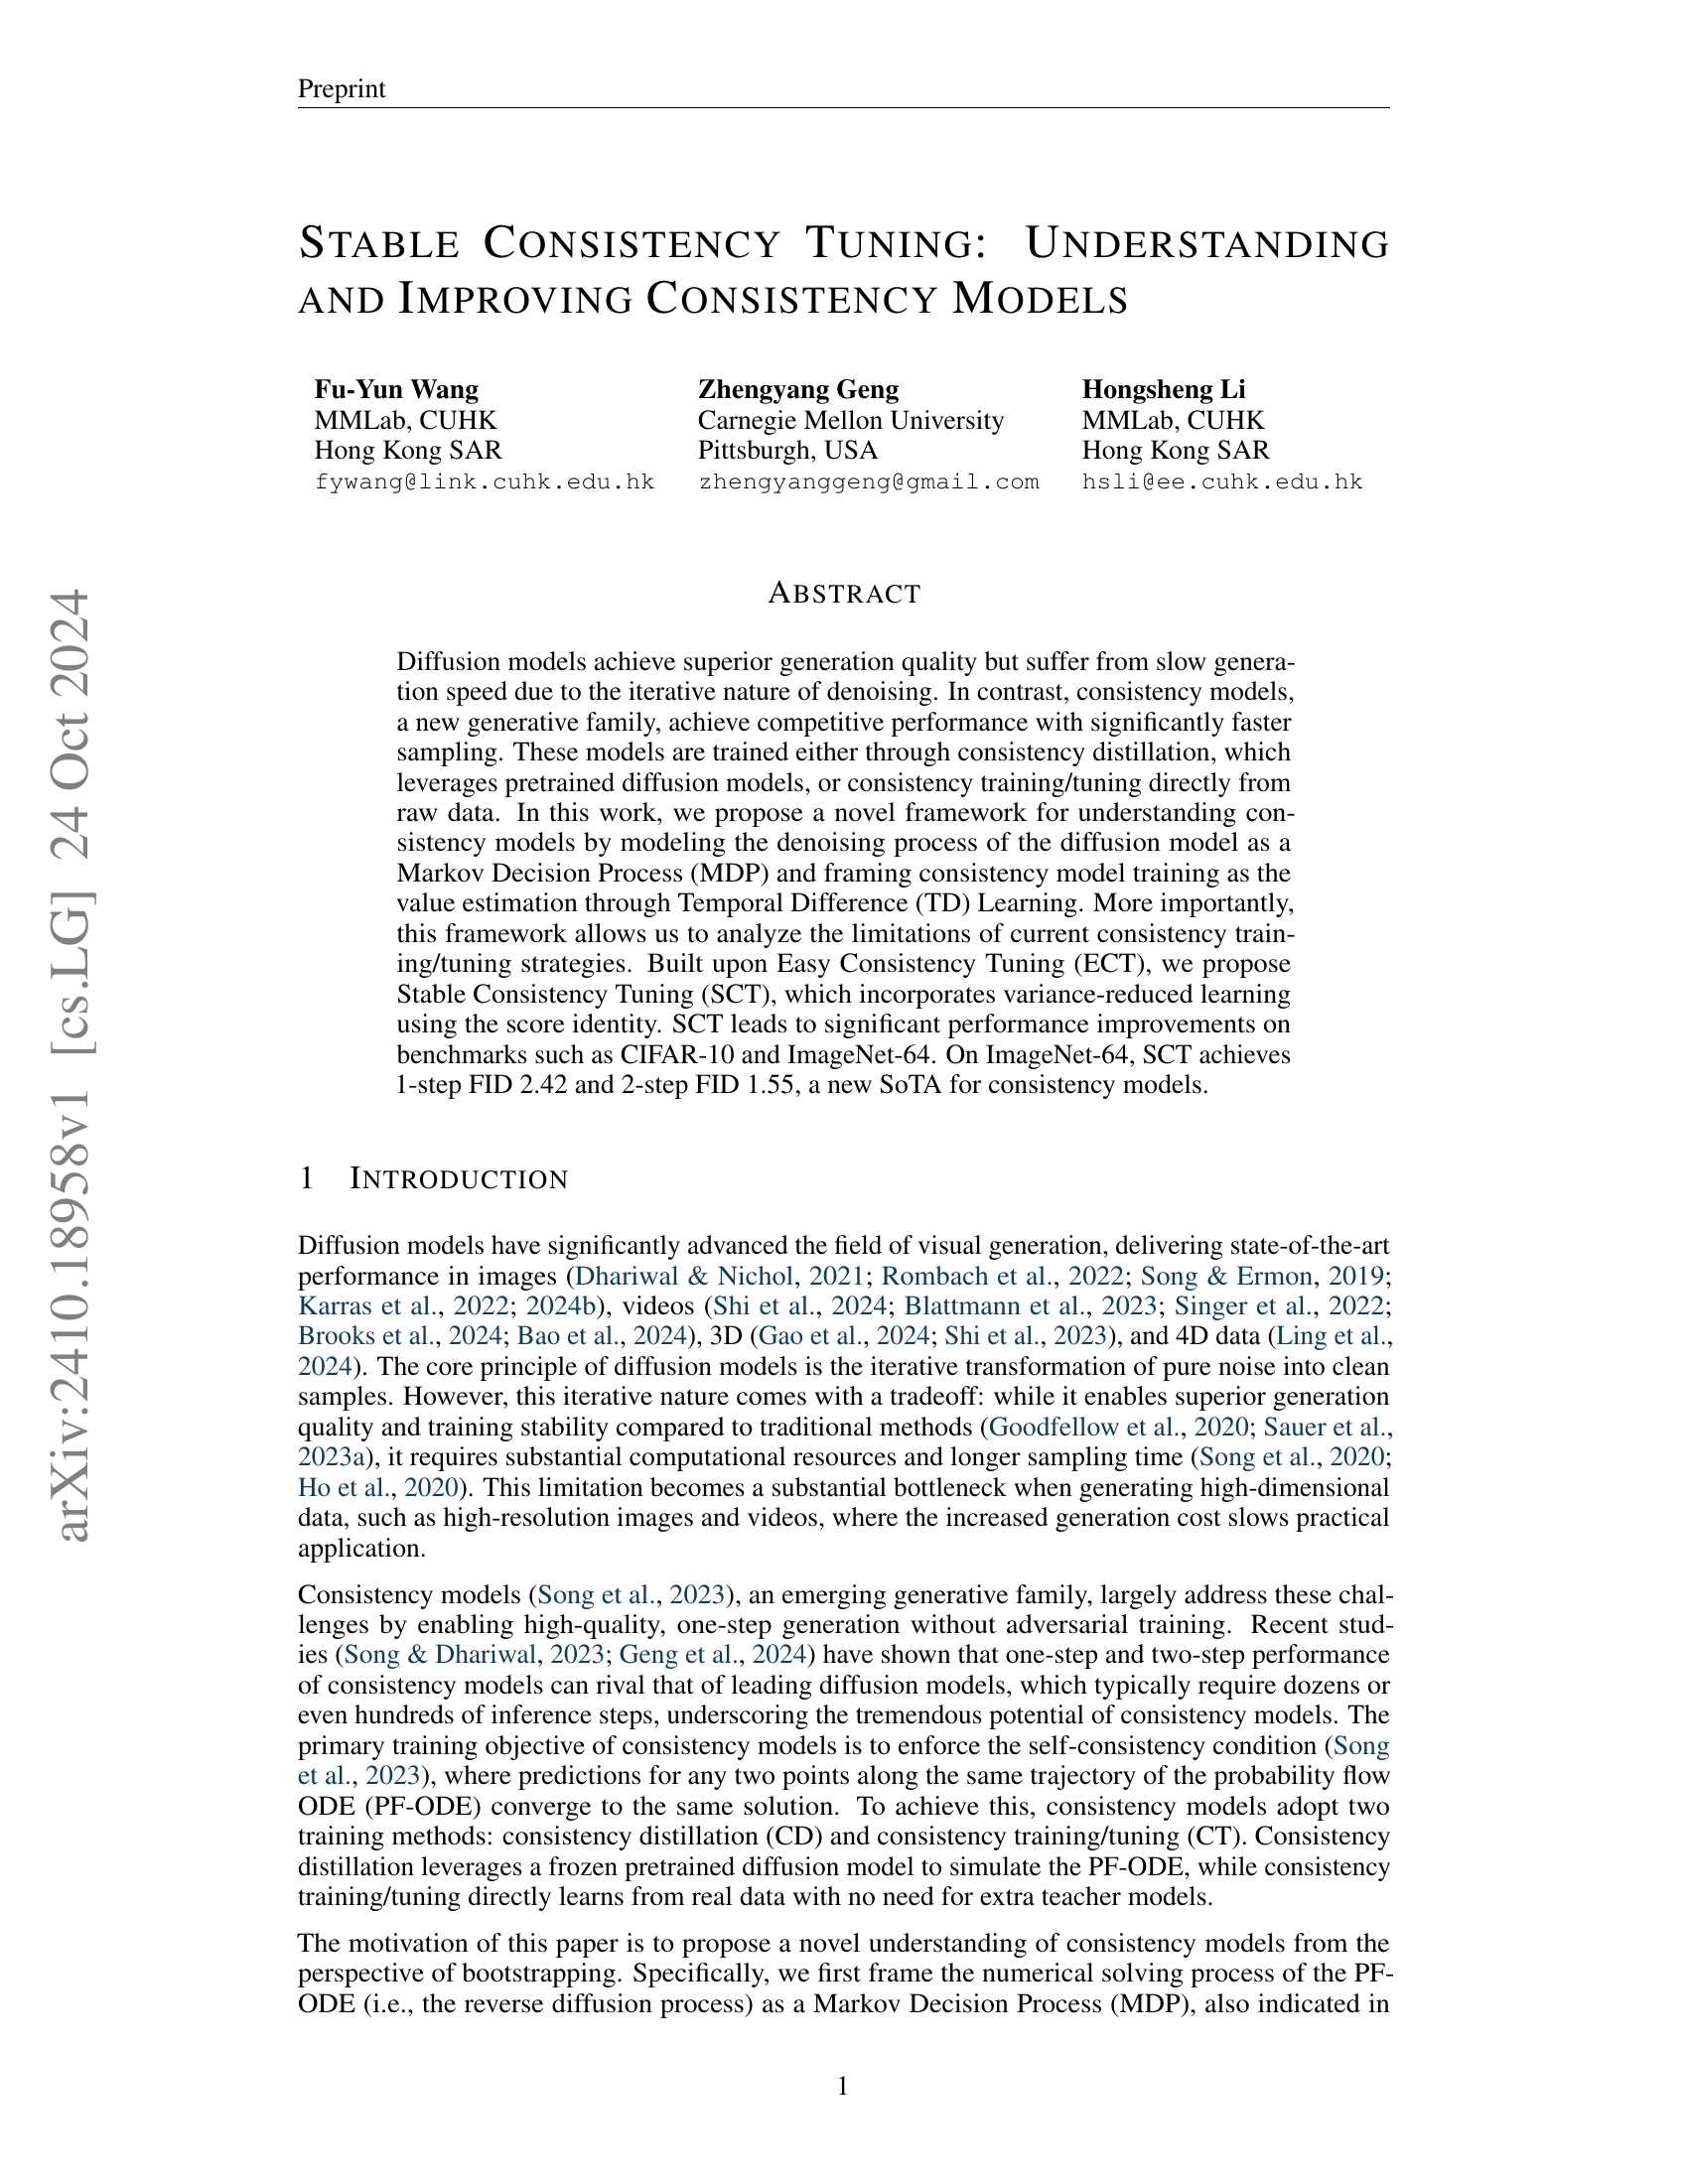 Preprint
STABLE CONSISTENCY TUNING: UNDERSTANDING
AND IMPROVING CONSISTENCY MODELS
Fu-Yun Wang
MMLab, CUHK
Hong Kong SAR
fywang@link.cuhk.edu.hk
Zhengyang Geng
Carnegie Mellon University
Pittsburgh, USA
zhengyanggeng@gmail.com
Hongsheng Li
MMLab, CUHK
Hong Kong SAR
hsli@ee.cuhk.edu.hk
ABSTRACT
Diffusion models achieve superior generation quality but suffer from slow genera-
tion speed due to the iterative nature of denoising. In contrast, consistency models,
a new generative family, achieve competitive performance with significantly faster
sampling. These models are trained either through consistency distillation, which
leverages pretrained diffusion models, or consistency training/tuning directly from
raw data. In this work, we propose a novel framework for understanding con-
sistency models by modeling the denoising process of the diffusion model as a
Markov Decision Process (MDP) and framing consistency model training as the
value estimation through Temporal Difference (TD) Learning. More importantly,
this framework allows us to analyze the limitations of current consistency train-
ing/tuning strategies. Built upon Easy Consistency Tuning (ECT), we propose
Stable Consistency Tuning (SCT), which incorporates variance-reduced learning
using the score identity. SCT leads to significant performance improvements on
benchmarks such as CIFAR-10 and ImageNet-64. On ImageNet-64, SCT achieves
1-step FID 2.42 and 2-step FID 1.55, a new SoTA for consistency models.
1 INTRODUCTION
Diffusion models have significantly advanced the field of visual generation, delivering state-of-the-art
performance in images (Dhariwal & Nichol, 2021; Rombach et al., 2022; Song & Ermon, 2019;
Karras et al., 2022; 2024b), videos (Shi et al., 2024; Blattmann et al., 2023; Singer et al., 2022;
Brooks et al., 2024; Bao et al., 2024), 3D (Gao et al., 2024; Shi et al., 2023), and 4D data (Ling et al.,
2024). The core principle of diffusion models is the iterative transformation of pure noise into clean
samples. However, this iterative nature comes with a tradeoff: while it enables superior generation
quality and training stability compared to traditional methods (Goodfellow et al., 2020; Sauer et al.,
2023a), it requires substantial computational resources and longer sampling time (Song et al., 2020;
Ho et al., 2020). This limitation becomes a substantial bottleneck when generating high-dimensional
data, such as high-resolution images and videos, where the increased generation cost slows practical
application.
Consistency models (Song et al., 2023), an emerging generative family, largely address these chal-
lenges by enabling high-quality, one-step generation without adversarial training. Recent stud-
ies (Song & Dhariwal, 2023; Geng et al., 2024) have shown that one-step and two-step performance
of consistency models can rival that of leading diffusion models, which typically require dozens or
even hundreds of inference steps, underscoring the tremendous potential of consistency models. The
primary training objective of consistency models is to enforce the self-consistency condition (Song
et al., 2023), where predictions for any two points along the same trajectory of the probability flow
ODE (PF-ODE) converge to the same solution. To achieve this, consistency models adopt two
training methods: consistency distillation (CD) and consistency training/tuning (CT). Consistency
distillation leverages a frozen pretrained diffusion model to simulate the PF-ODE, while consistency
training/tuning directly learns from real data with no need for extra teacher models.
The motivation of this paper is to propose a novel understanding of consistency models from the
perspective of bootstrapping. Specifically, we first frame the numerical solving process of the PF-
ODE (i.e., the reverse diffusion process) as a Markov Decision Process (MDP), also indicated in
1
arXiv:2410.18958v1 [cs.LG] 24 Oct 2024